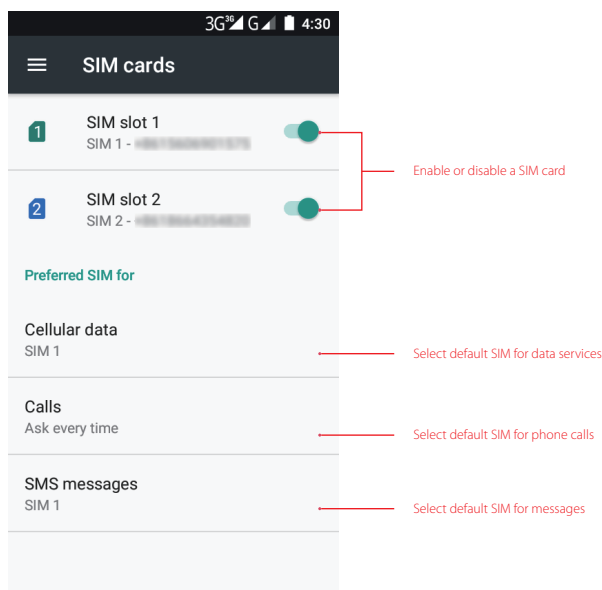 3G 36 G 4:30
SIM cards
1
SIM slot 1
SIM 1 -
Enable or disable a SIM card
2
SIM slot 2
SIM 2 -
Preferred SIM for
Cellular data
SIM 1
Select default SIM for data services
Calls
Ask every time
Select default SIM for phone calls
SMS messages
SIM 1
Select default SIM for messages